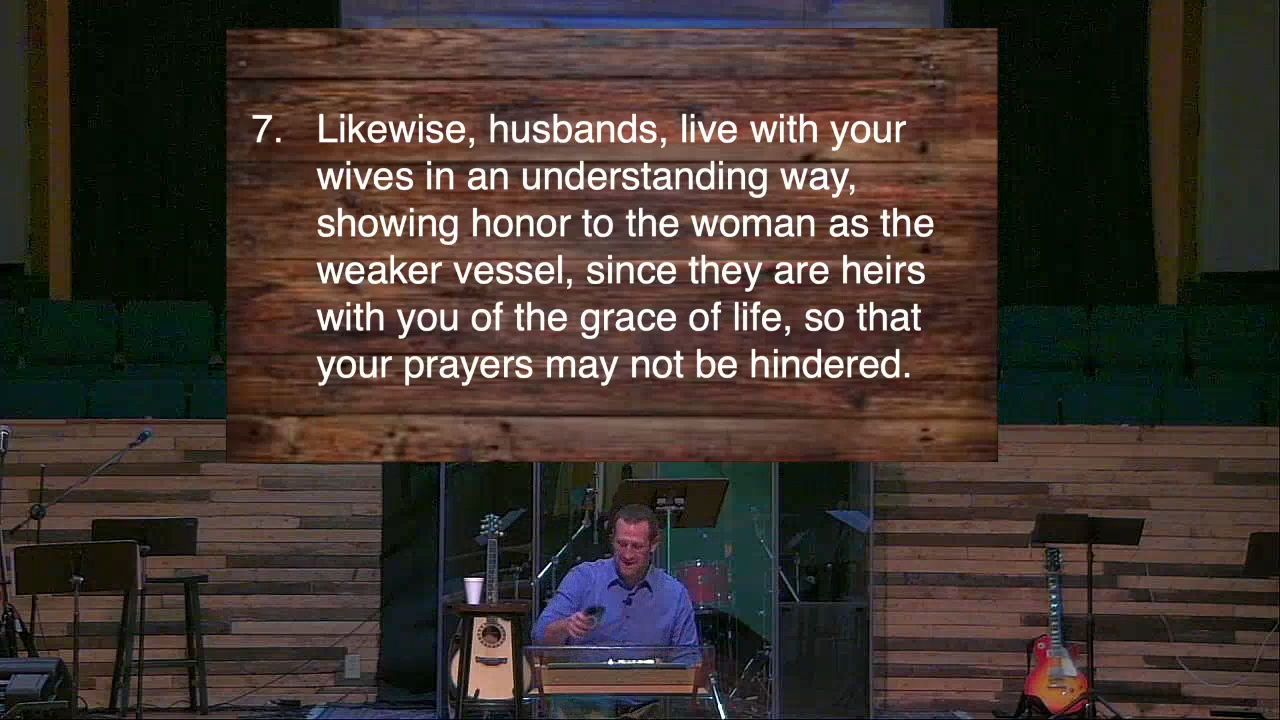 7. Likewise, husbands, live with your
wives in an understanding way,
showing honor to the woman as the
weaker vessel, since they are heirs
with you of the grace of life, so that
your prayers may not be hindered.